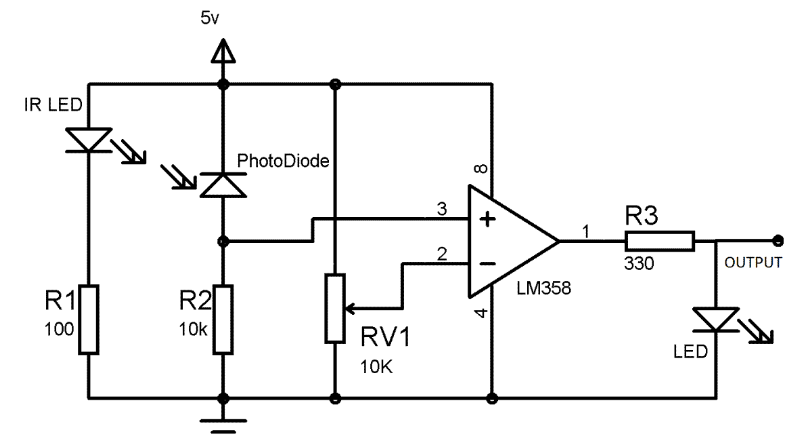 5v
IR LED
PhotoDiode
8
3
2
1
4
LM358
R3
330
OUTPUT
R1
100
R2
10k
RV1
10K
LED